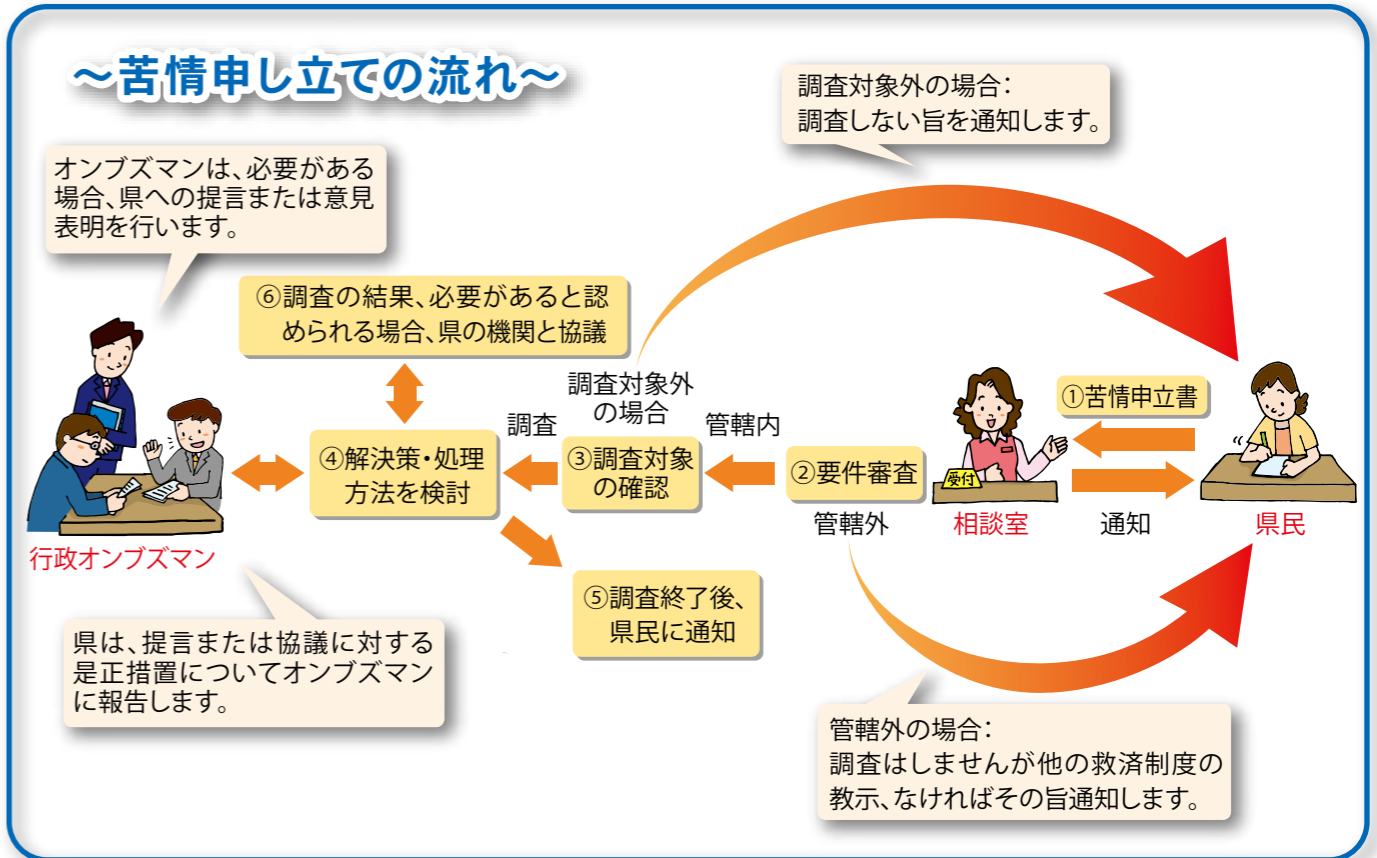 ～苦情申し立ての流れ～
調査対象外の場合：
調査しない旨を通知します。
オンブズマンは、必要がある
場合、県への提言または意見
表明を行います。
⑥調査の結果、必要があると認
められる場合、県の機関と協議
調査対象外
の場合
①苦情申立書
調査
管轄内
④解決策・処理
方法を検討
③調査対象
の確認
②要件審査
受付
管轄外
相談室
通知
県民
行政オンブズマン
⑤調査終了後、
県民に通知
県は、提言または協議に対する
是正措置についてオンブズマン
に報告します。
管轄外の場合：
調査はしませんが他の救済制度の
教示、なければその旨通知します。